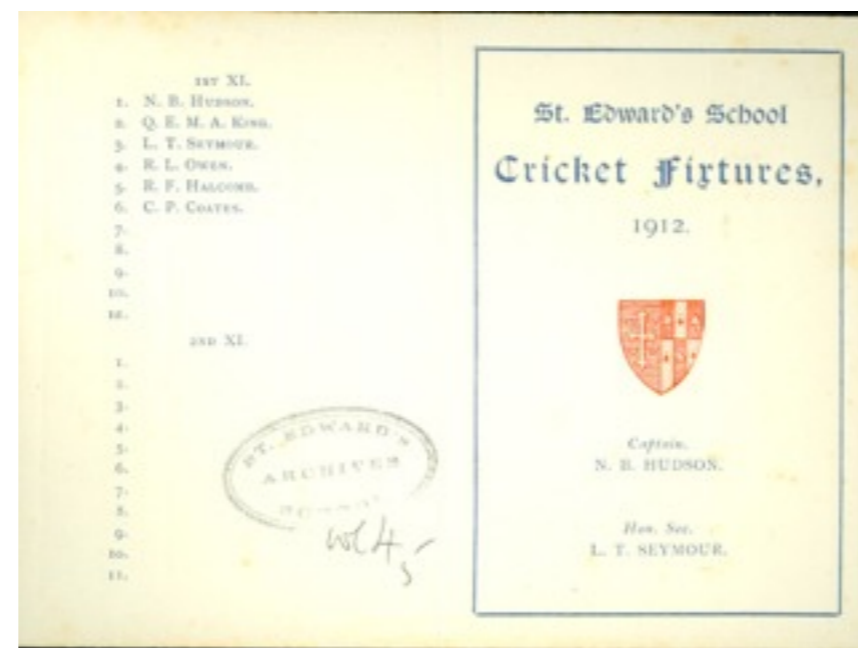 1ST XI.
1. N. B. HUDSON.
2. Q. E. M. A. KING.
3. L. T. SEYMOUR.
4. R. L. OWEN.
5. R. F. HALCOMB.
6. C. P. COATES.
7.
8.
9.
10.
11.
2ND XI.
1.
2.
3.
4.
5.
6.
7.
8.
9.
10.
11.
ST. EDWARD'S
ARCHIVES
SCHOOL
St. Edward's School
Cricket Fixtures,
1912.
Captain.
N. B. HUDSON.
Hon. Sec.
L. T. SEYMOUR.